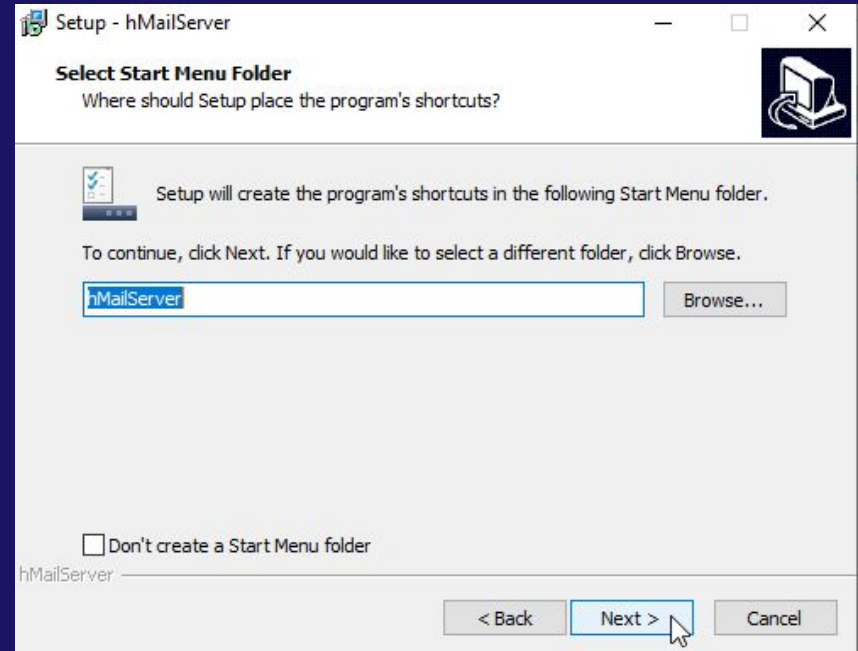 Setup - hMailServer
Select Start Menu Folder
Where should Setup place the program's shortcuts?
Setup will create the program's shortcuts in the following Start Menu folder.
To continue, click Next. If you would like to select a different folder, click Browse.
hMailServer
Browse...
Don't create a Start Menu folder
hMailServer
< Back
Next >
Cancel